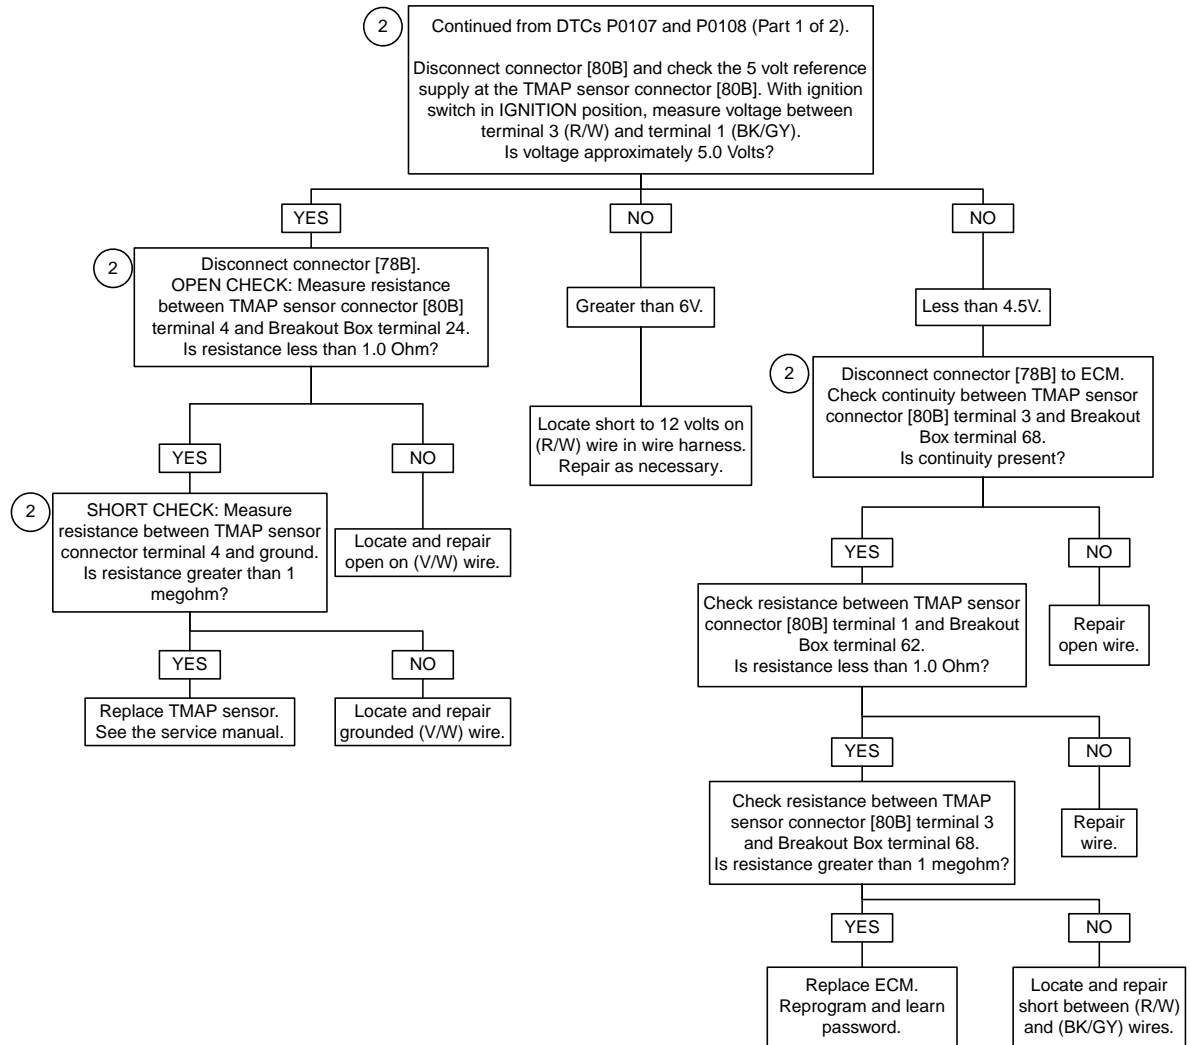 2
Continued from DTCs P0107 and P0108 (Part 1 of 2).
Disconnect connector [80B] and check the 5 volt reference
supply at the TMAP sensor connector [80B]. With ignition
switch in IGNITION position, measure voltage between
terminal 3 (R/W) and terminal 1 (BK/GY).
Is voltage approximately 5.0 Volts?
YES
NO
NO
2
Disconnect connector [78B].
OPEN CHECK: Measure resistance
between TMAP sensor connector [80B]
terminal 4 and Breakout Box terminal 24.
Is resistance less than 1.0 Ohm?
Greater than 6V.
Less than 4.5V.
2
Disconnect connector [78B] to ECM.
Check continuity between TMAP sensor
connector [80B] terminal 3 and Breakout
Box terminal 68.
Is continuity present?
YES
NO
Locate short to 12 volts on
(R/W) wire in wire harness.
Repair as necessary.
2
SHORT CHECK: Measure
resistance between TMAP sensor
connector terminal 4 and ground.
Is resistance greater than 1
megohm?
Locate and repair
open on (V/W) wire.
YES
NO
Check resistance between TMAP sensor
connector [80B] terminal 1 and Breakout
Box terminal 62.
Is resistance less than 1.0 Ohm?
Repair
open wire.
YES
NO
Replace TMAP sensor.
See the service manual.
Locate and repair
grounded (V/W) wire.
YES
NO
Check resistance between TMAP
sensor connector [80B] terminal 3
and Breakout Box terminal 68.
Is resistance greater than 1 megohm?
Repair
wire.
YES
NO
Replace ECM.
Reprogram and learn
password.
Locate and repair
short between (R/W)
and (BK/GY) wires.